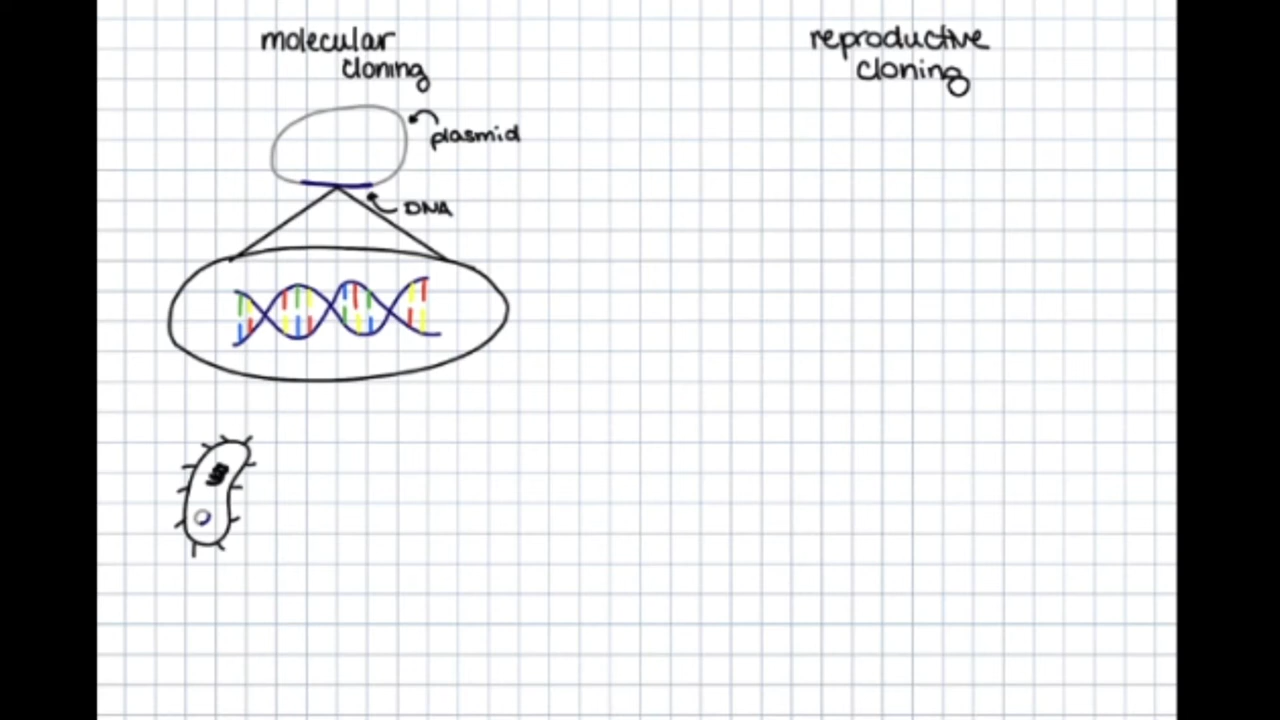 molecular
cloning
plasmid
DNA
reproductive
cloning